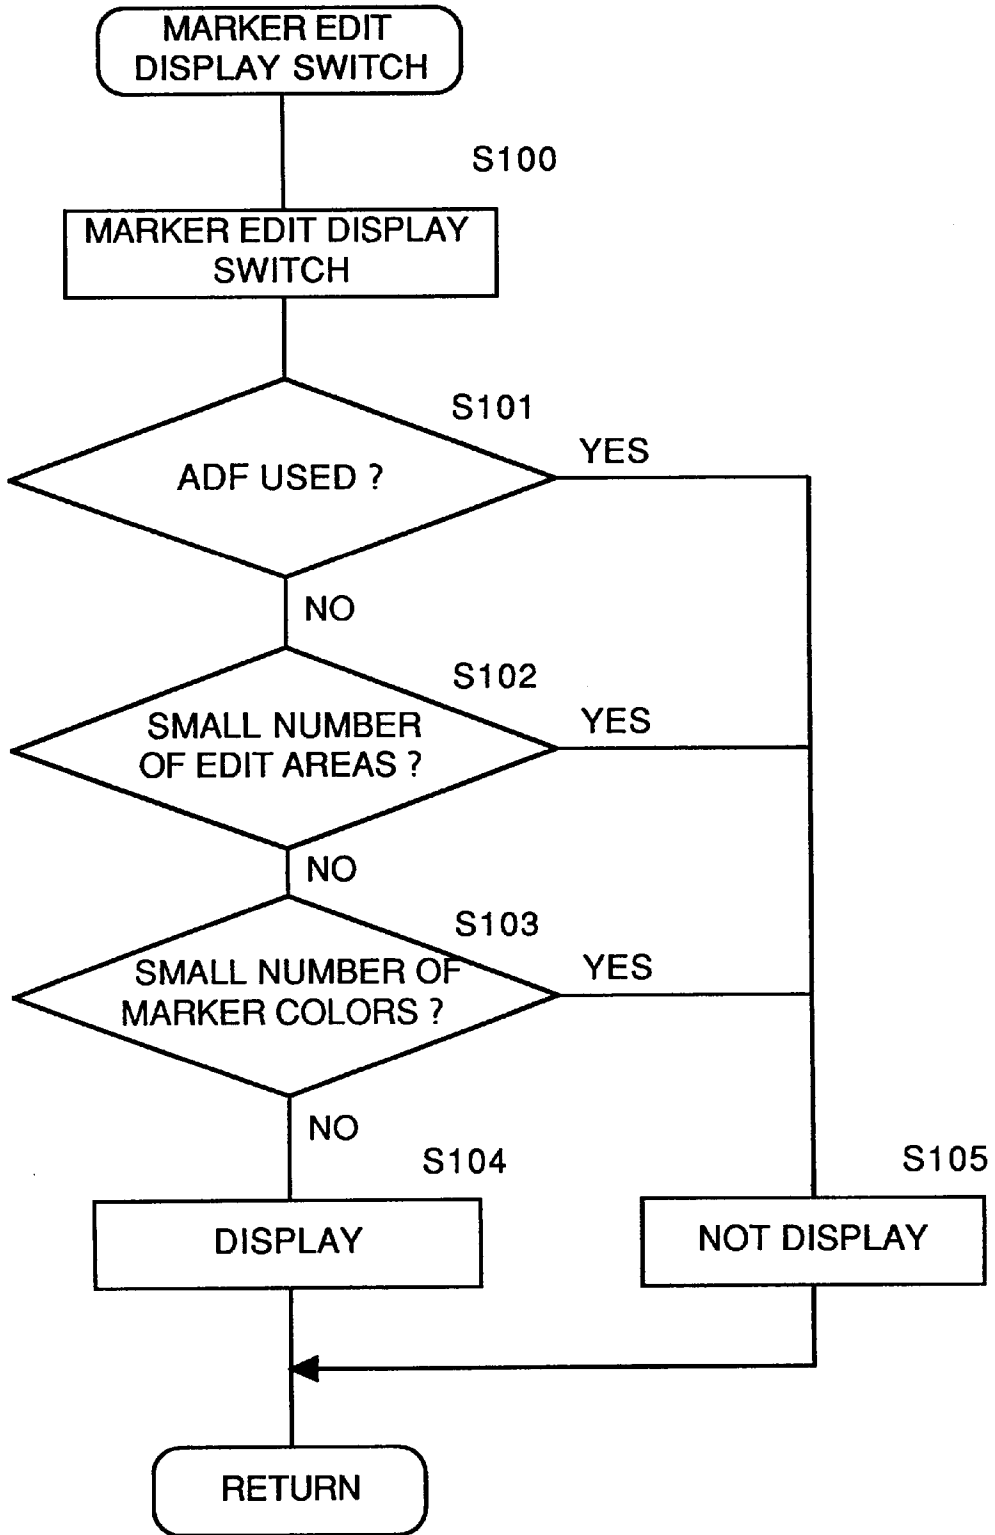 MARKER EDIT
DISPLAY SWITCH
S100
MARKER EDIT DISPLAY
SWITCH
S101
YES
ADF USED ?
NO
S102
YES
SMALL NUMBER
OF EDIT AREAS ?
NO
S103
YES
SMALL NUMBER OF
MARKER COLORS ?
NO
S104
S105
DISPLAY
NOT DISPLAY
RETURN